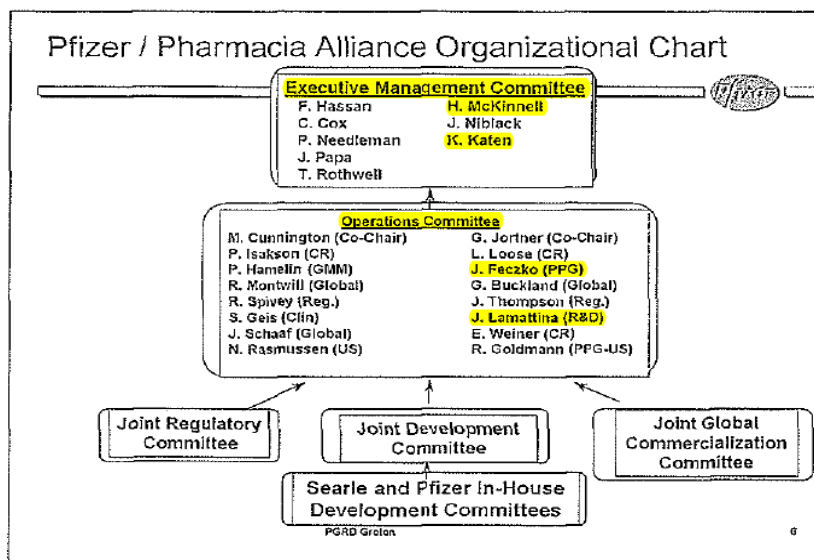 Pfizer / Pharmacia Alliance Organizational Chart
Pfizer
Executive Management Committee
F. Hassan H. McKinnell
C. Cox J. Niblack
P. Needleman K. Katen
J. Papa
T. Rothwell
Operations Committee
M. Cunnington (Co-Chair) G. Jortner (Co-Chair)
P. Isakson (CR) L. Loose (CR)
P. Hamelin (GMM) J. Feczko (PPG)
R. Montwill (Global) G. Buckland (Global)
R. Spivey (Reg.) J. Thompson (Reg.)
S. Geis (Clin) J. Lamattina (R&D)
J. Schaaf (Global) E. Weiner (CR)
N. Rasmussen (US) R. Goldmann (PPG-US)
Joint Regulatory
Committee
Joint Development
Committee
Joint Global
Commercialization
Committee
Searle and Pfizer In-House
Development Committees
PGRD Groton
6